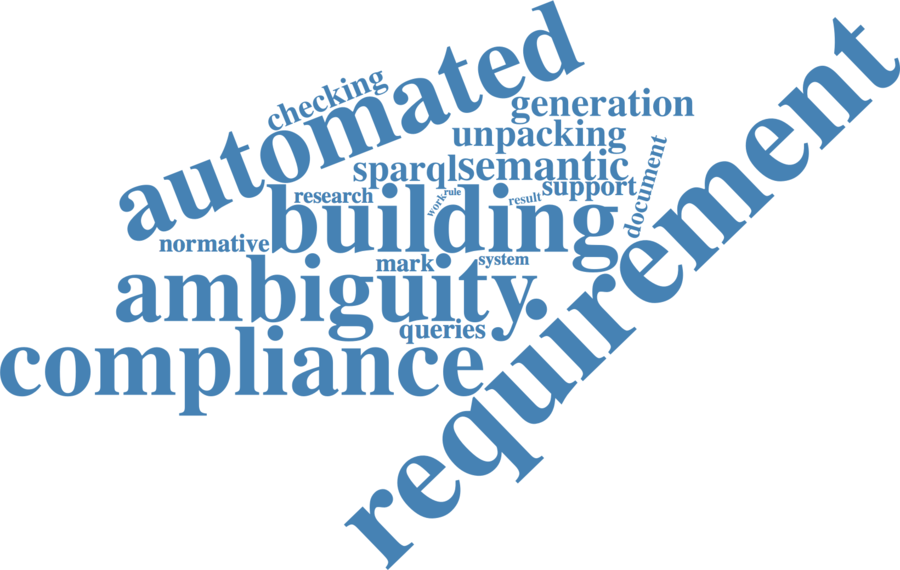 automated
checking
requirement
generation
unpacking
sparql
semantic
document
research
work
rule
result
support
building
normative
mark
system
ambiguity
queries
compliance